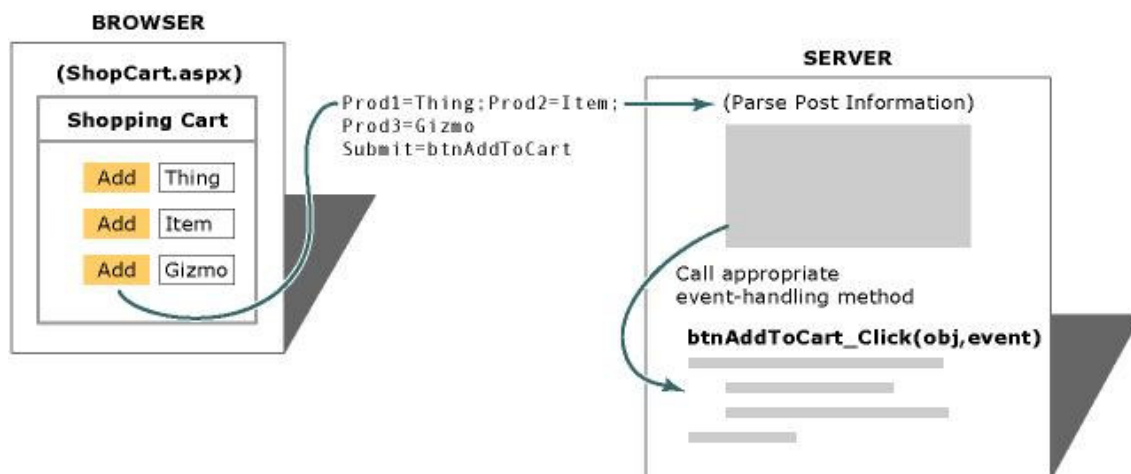 BROWSER
(ShopCart.aspx)
Shopping Cart
Add Thing
Add Item
Add Gizmo
Prod1=Thing;Prod2=Item;
Prod3=Gizmo
Submit=btnAddToCart
SERVER
(Parse Post Information)
Call appropriate
event-handling method
btnAddToCart_Click(obj,event)